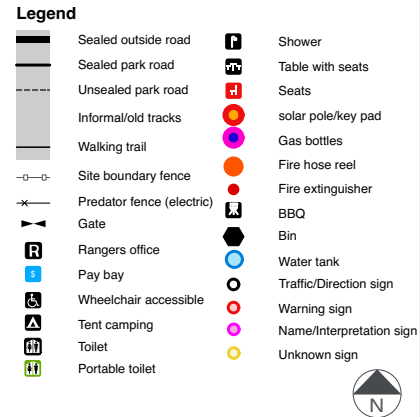 Legend
Sealed outside road
Sealed park road
Unsealed park road
Informal/old tracks
Walking trail
Site boundary fence
Predator fence (electric)
Gate
R Rangers office
$ Pay bay
Wheelchair accessible
Tent camping
Toilet
Portable toilet
Shower
Table with seats
Seats
solar pole/key pad
Gas bottles
Fire hose reel
Fire extinguisher
BBQ
Bin
Water tank
Traffic/Direction sign
Warning sign
Name/Interpretation sign
Unknown sign
N